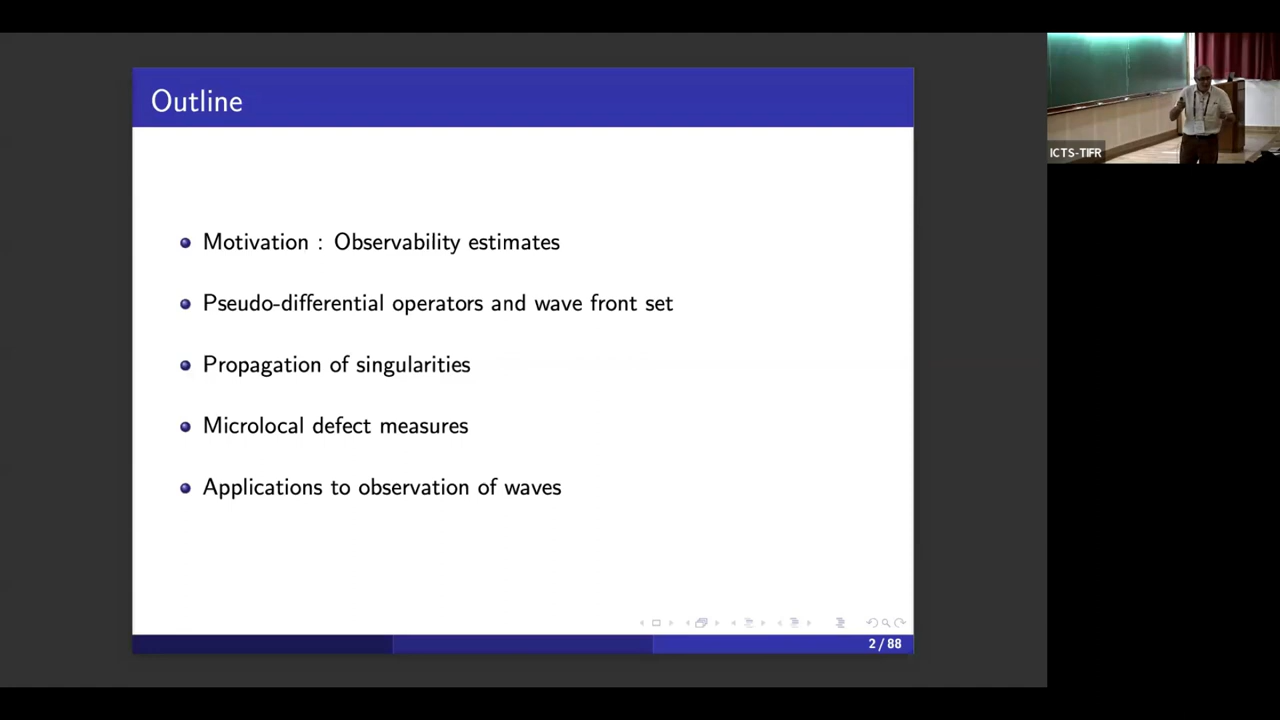 Outline
Motivation : Observability estimates
Pseudo-differential operators and wave front set
Propagation of singularities
Microlocal defect measures
Applications to observation of waves
2 / 88
ICTS-TIFR